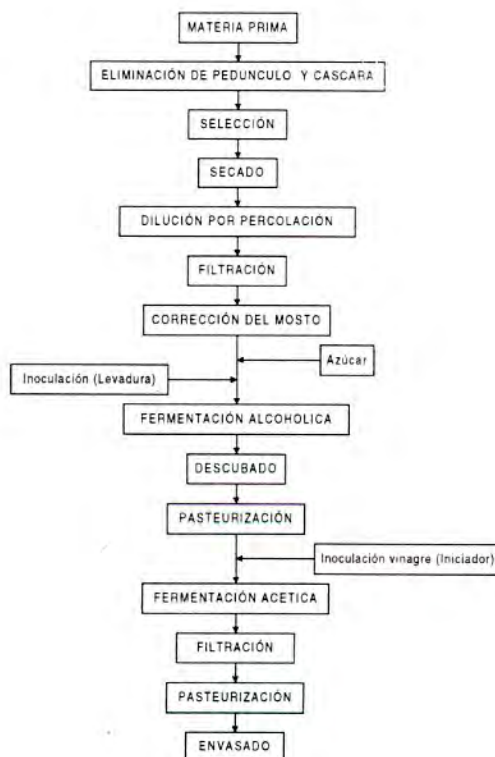 MATERIA PRIMA
ELIMINACIÓN DE PEDUNCULO Y CASCARA
SELECCIÓN
SECADO
DILUCIÓN POR PERCOLACIÓN
FILTRACIÓN
CORRECCIÓN DEL MOSTO
Azúcar
Inoculación (Levadura)
FERMENTACIÓN ALCOHOLICA
DESCUBADO
PASTEURIZACIÓN
Inoculación vinagre (Iniciador)
FERMENTACIÓN ACETICA
FILTRACIÓN
PASTEURIZACIÓN
ENVASADO